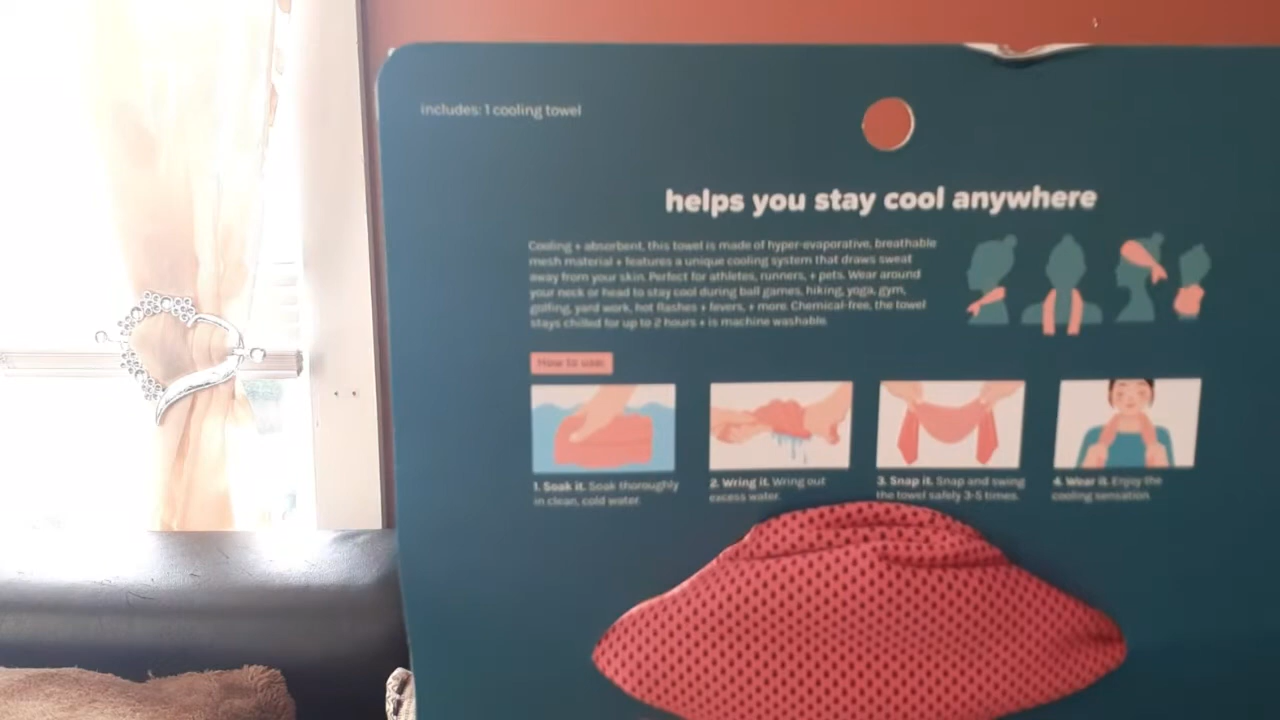 includes: 1 cooling towel
helps you stay cool anywhere
Cooling + absorbent, this towel is made of hyper-evaporative, breathable
mesh material + features a unique cooling system that draws sweat
away from your skin. Perfect for athletes, runners, + pets. Wear around
your neck or head to stay cool during ball games, hiking, yoga, gym,
golfing, yard work, hot flashes + fevers, + more. Chemical-free, the towel
stays chilled for up to 2 hours + is machine washable.
How to use:
1. Soak it. Soak thoroughly
in clean, cold water.
2. Wring it. Wring out
excess water.
3. Snap it. Snap and swing
the towel safely 3-5 times.
4. Wear it. Enjoy the
cooling sensation.